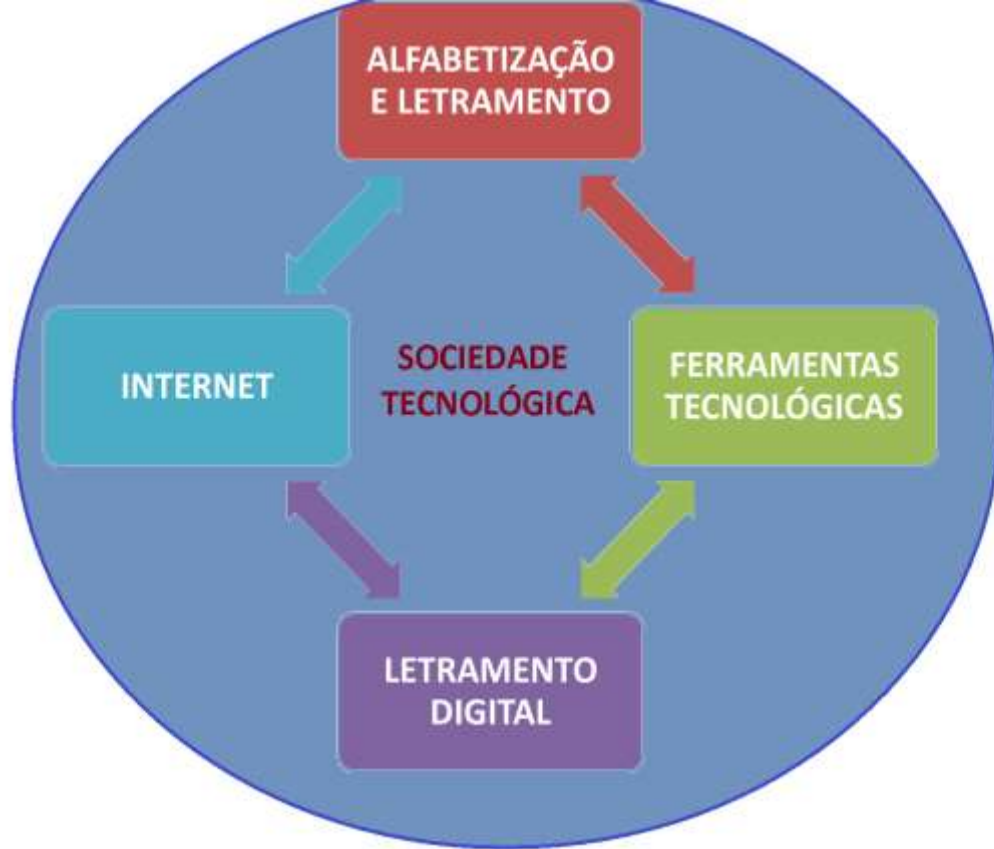 ALFABETIZAÇÃO
E LETRAMENTO
INTERNET
SOCIEDADE
TECNOLÓGICA
FERRAMENTAS
TECNOLÓGICAS
LETRAMENTO
DIGITAL